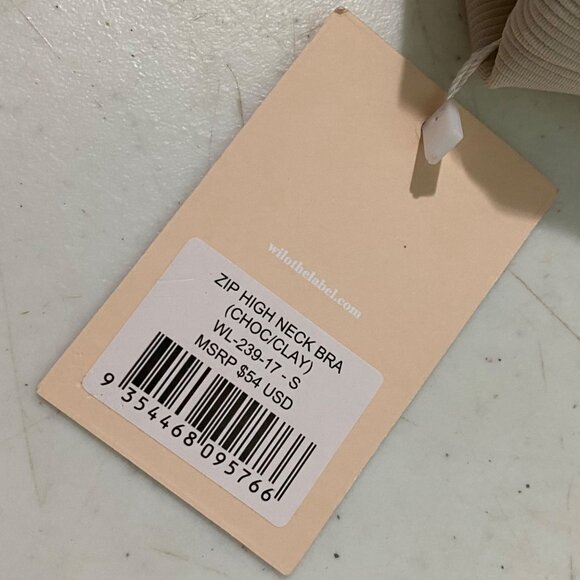 wilothelabel.com
ZIP HIGH NECK BRA
(CHOC/CLAY)
WL-239-17 - S
MSRP $54 USD
9 354468 095766